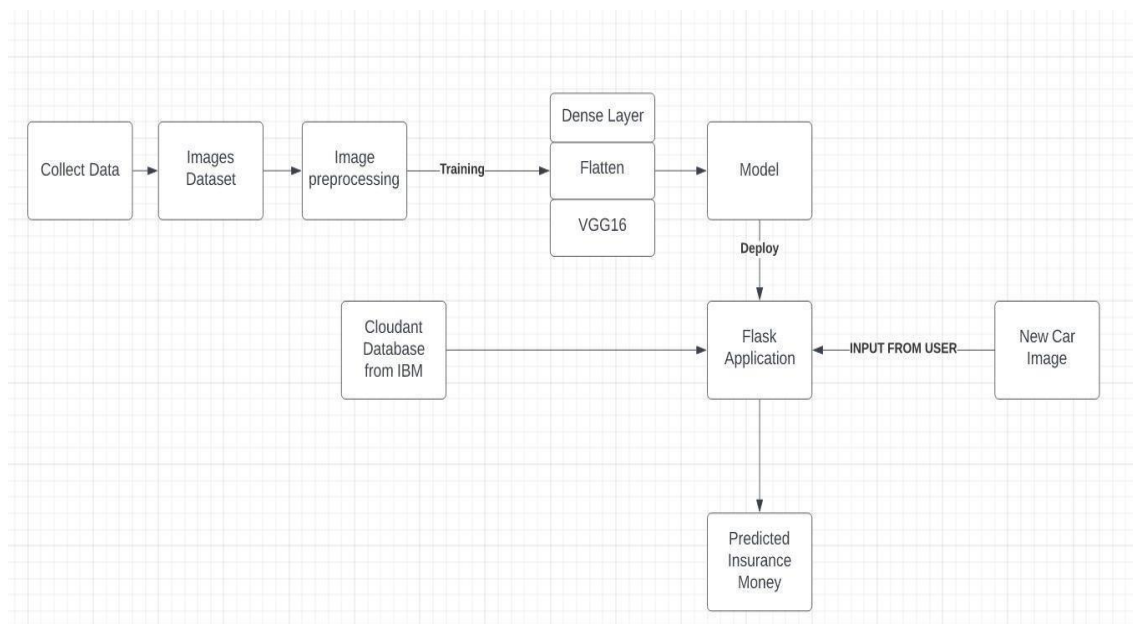 Collect Data
Images
Dataset
Image
preprocessing
Training
Dense Layer
Flatten
VGG16
Model
Deploy
Cloudant
Database
from IBM
Flask
Application
INPUT FROM USER
New Car
Image
Predicted
Insurance
Money